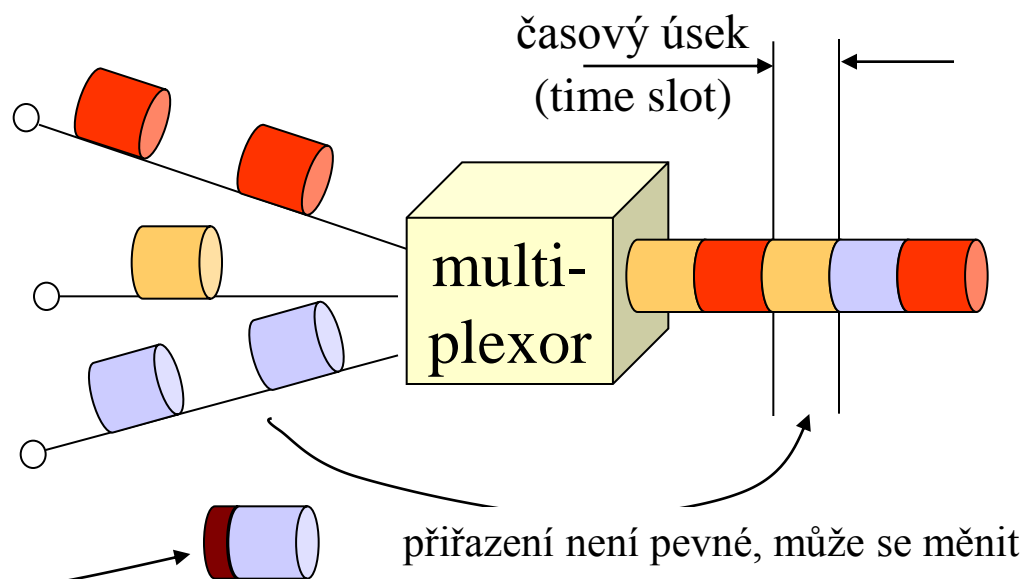 časový úsek
(time slot)
multi-
plexor
přiřazení není pevné, může se měnit